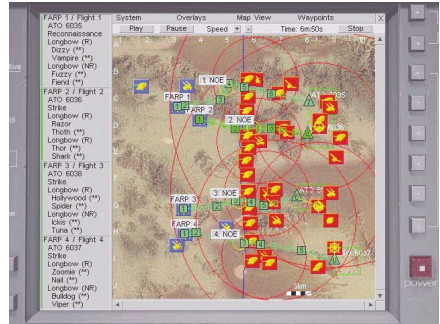 FARP 1 / Flight 1
ATO 6035
Reconnaissance
Longbow (R)
Dizzy (**)
Vampire (**)
Longbow (NR)
Fuzzy (**)
Fiend (**)
FARP 2 / Flight 2
ATO 6036
Strike
Longbow (R)
Razor
Thoth (**)
Longbow (R)
Thor (**)
Shark (**)
FARP 3 / Flight 3
ATO 6038
Strike
Longbow (R)
Hollywood (**)
Spider (**)
Longbow (NR)
Ickis (**)
Tuna (**)
FARP 4 / Flight 4
ATO 6037
Strike
Longbow (R)
Zoomie (**)
Nail (**)
Longbow (NR)
Bulldog (**)
Viper (**)
System Overlays Map View Waypoints X
Play Pause Speed + - Time: 6m:50s Stop
1: NOE
FARP 1
FARP 2
2: NOE
FARP 3
3: NOE
FARP 4
4: NOE
power